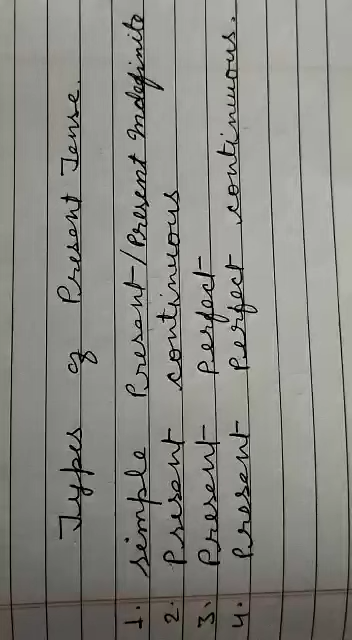 Types of Present Tense.
1. simple Present/Present Indefinite
2. Present continuous
3. Present Perfect
4. Present Perfect continuous.